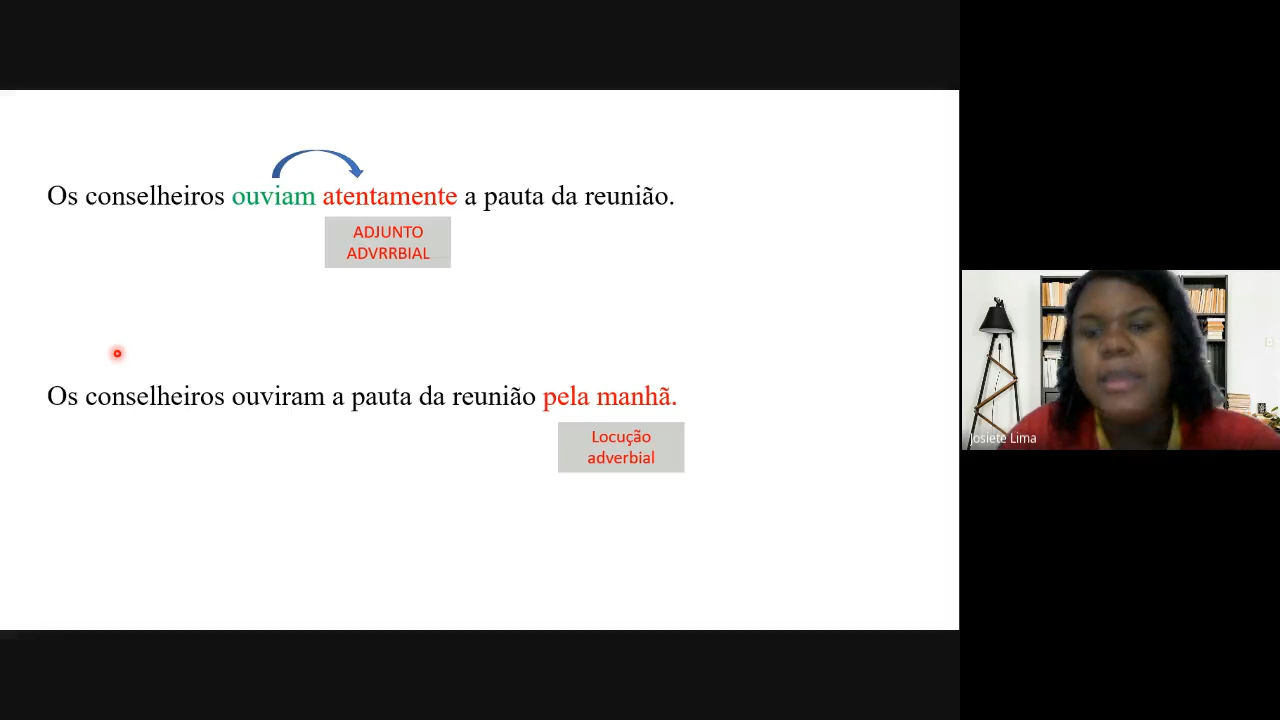 Os conselheiros ouviam atentamente a pauta da reunião.
ADJUNTO
ADVRRBIAL
Os conselheiros ouviram a pauta da reunião pela manhã.
Locução
adverbial
Josiete Lima